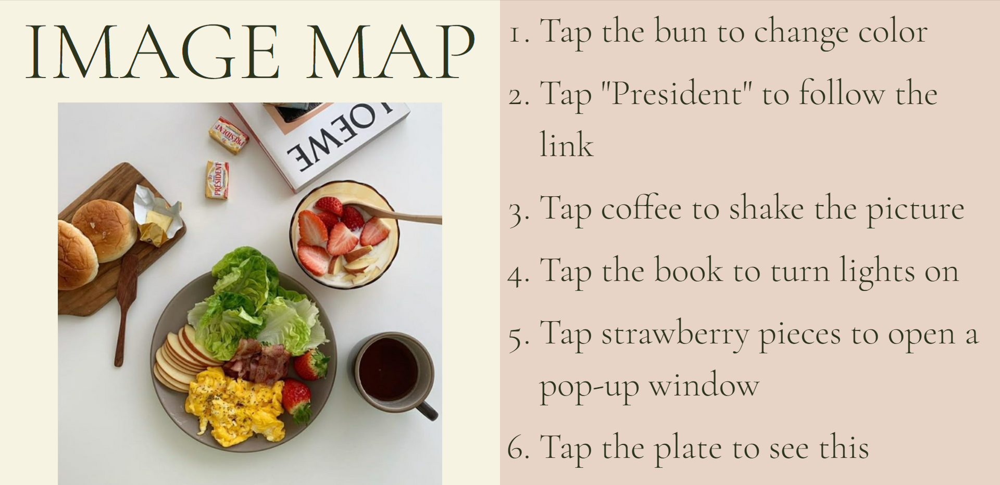 IMAGE MAP
LOEWE
PRÉSIDENT
PRÉSIDENT
1. Tap the bun to change color
2. Tap "President" to follow the
link
3. Tap coffee to shake the picture
4. Tap the book to turn lights on
5. Tap strawberry pieces to open a
pop-up window
6. Tap the plate to see this